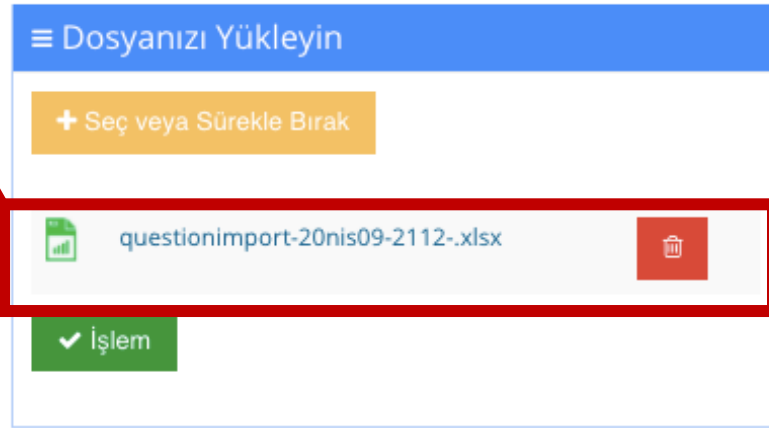 Dosyanızı Yükleyin
Seç veya Sürekle Bırak
questionimport-20nis09-2112-.xlsx
İşlem